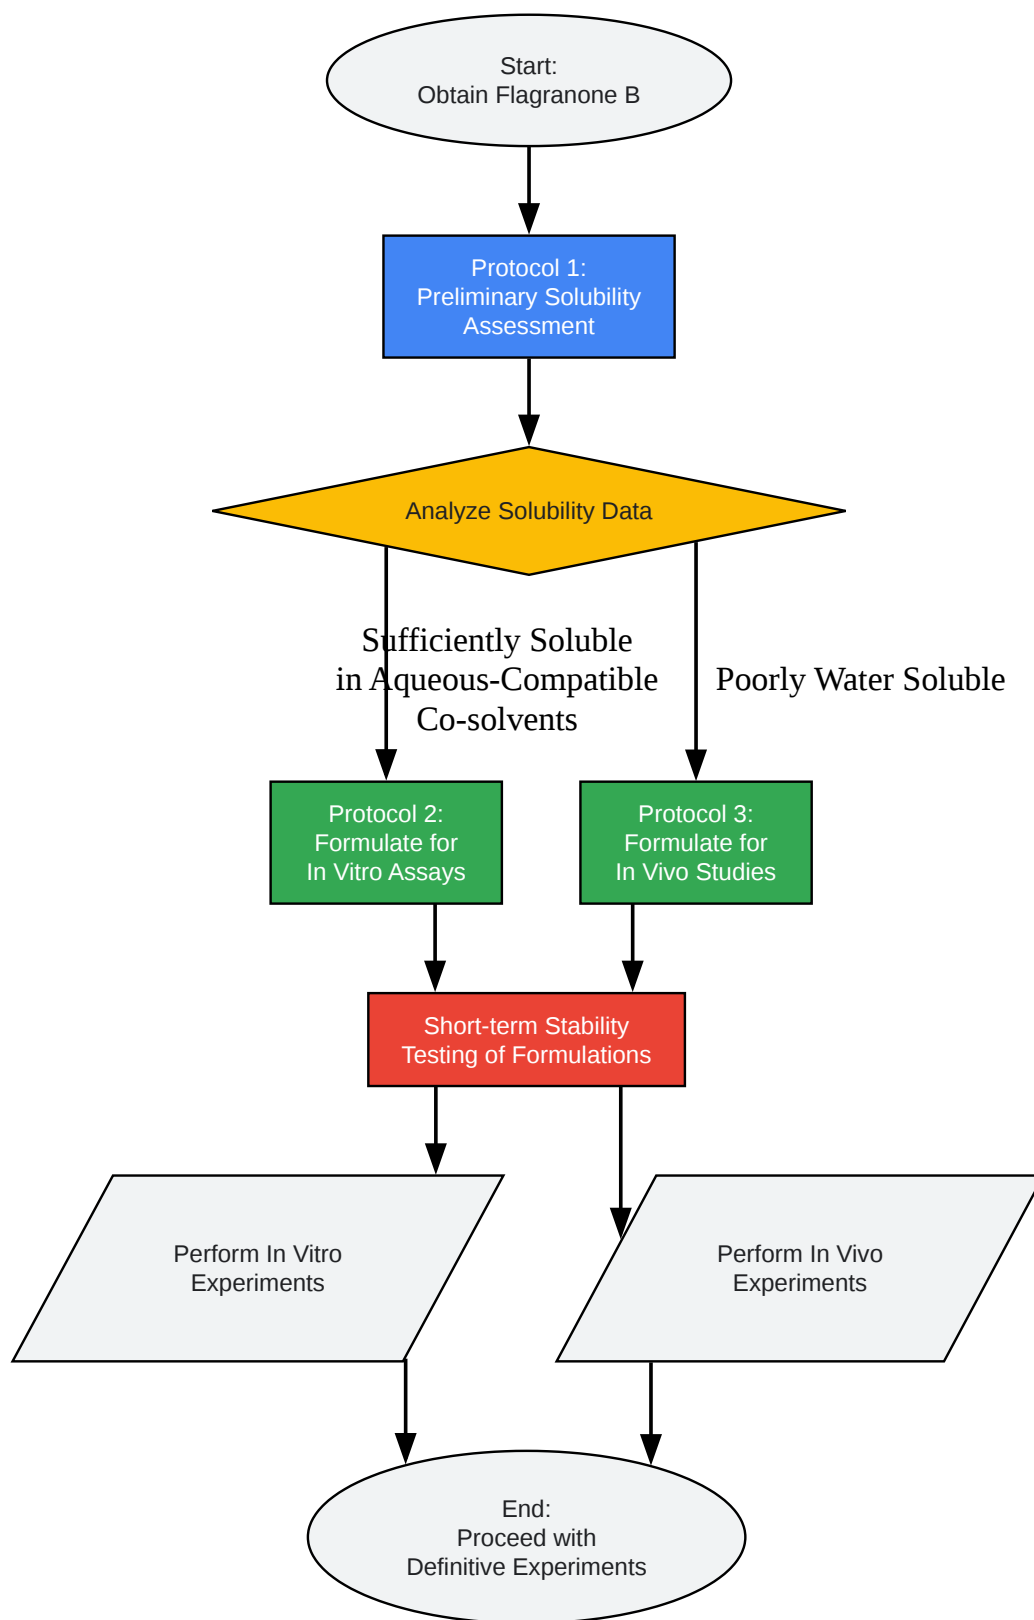 Start:
Obtain Flagranone B
Protocol 1:
Preliminary Solubility
Assessment
Analyze Solubility Data
Sufficiently Soluble
in Aqueous-Compatible
Co-solvents
Poorly Water Soluble
Protocol 2:
Formulate for
In Vitro Assays
Protocol 3:
Formulate for
In Vivo Studies
Short-term Stability
Testing of Formulations
Perform In Vitro
Experiments
Perform In Vivo
Experiments
End:
Proceed with
Definitive Experiments